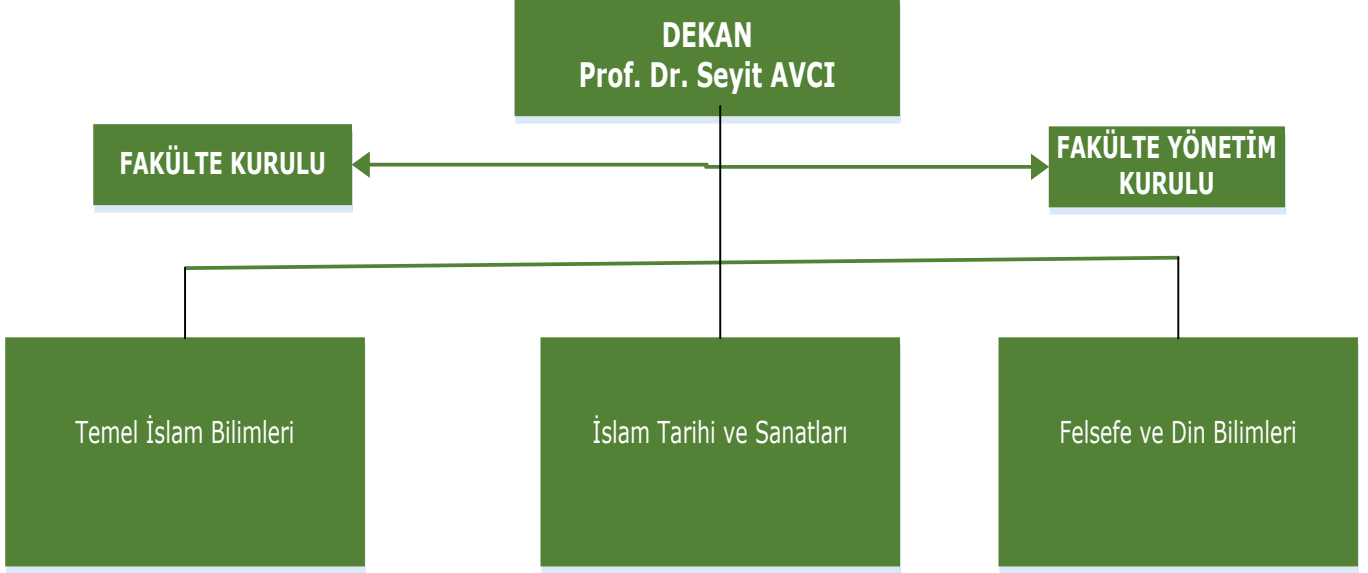 DEKAN
Prof. Dr. Seyit AVCI
FAKÜLTE KURULU
FAKÜLTE YÖNETİM
KURULU
Temel İslam Bilimleri
İslam Tarihi ve Sanatları
Felsefe ve Din Bilimleri